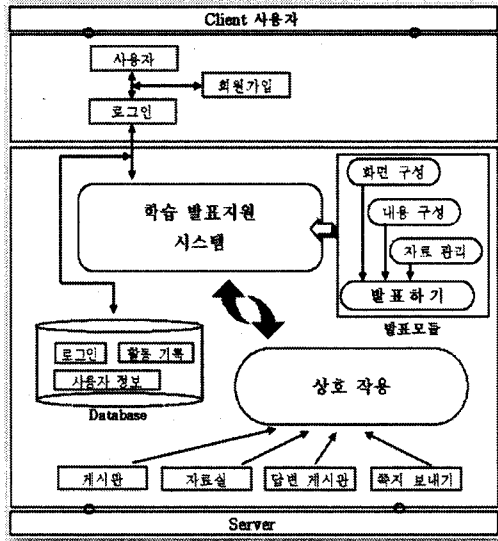 Client 사용자
사용자
회원가입
로그인
화면 구성
학습 발표지원
시스템
내용 구성
자료 관리
발표하기
발표모듈
로그인
활동 기록
사용자 정보
Database
상호 작용
게시판
자료실
답변 게시판
쪽지 보내기
Server